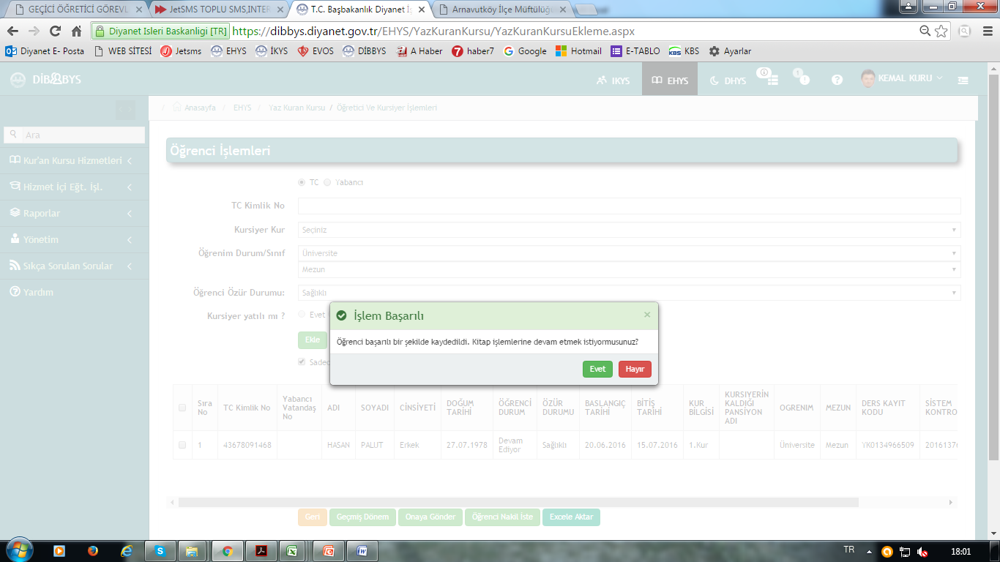 GEÇİCİ ÖĞRETİCİ GÖREVL
JetSMS TOPLU SMS,INTER
T.C. Başbakanlık Diyanet İş
Arnavutköy İlçe Müftülüğü
Diyanet Isleri Baskanligi [TR] https://dibbys.diyanet.gov.tr/EHYS/YazKuranKursu/YazKuranKursuEkleme.aspx
Diyanet E- Posta WEB SİTESİ Jetsms EHYS İKYS EVOS DİBBYS A Haber haber7 Google Hotmail E-TABLO KBS Ayarlar
DİBBYS IKYS EHYS DHYS 1 KEMAL KURU
/ Anasayfa / EHYS / Yaz Kuran Kursu / Öğretici Ve Kursiyer İşlemleri
Ara
Kur'an Kursu Hizmetleri
Hizmet İçi Eğt. İşl.
Raporlar
Yönetim
Sıkça Sorulan Sorular
Yardım
Öğrenci İşlemleri
TC Yabancı
TC Kimlik No
Kursiyer Kur Seçiniz
Öğrenim Durum/Sınıf Üniversite
Mezun
Öğrenci Özür Durumu: Sağlıklı
Kursiyer yatılı mı ? Evet
Ekle
Sadec
İşlem Başarılı ×
Öğrenci başarılı bir şekilde kaydedildi. Kitap işlemlerine devam etmek istiyormusunuz?
Evet Hayır
Sıra No TC Kimlik No Yabancı Vatandaş No ADI SOYADI CİNSİYETİ DOĞUM TARİHİ ÖĞRENCİ DURUM ÖZÜR DURUMU BASLANGIÇ TARİHİ BİTİŞ TARİHİ KUR BİLGİSİ KURSIYERİN KALDIĞI PANSİYON ADI OGRENIM MEZUN DERS KAYIT KODU SİSTEM KONTRO
1 43678091468 HASAN PALUT Erkek 27.07.1978 Devam Ediyor Sağlıklı 20.06.2016 15.07.2016 1.Kur Üniversite Mezun YK0134966509 20161376
Geri Geçmiş Dönem Onaya Gönder Öğrenci Nakil İste Excele Aktar
TR 18:01